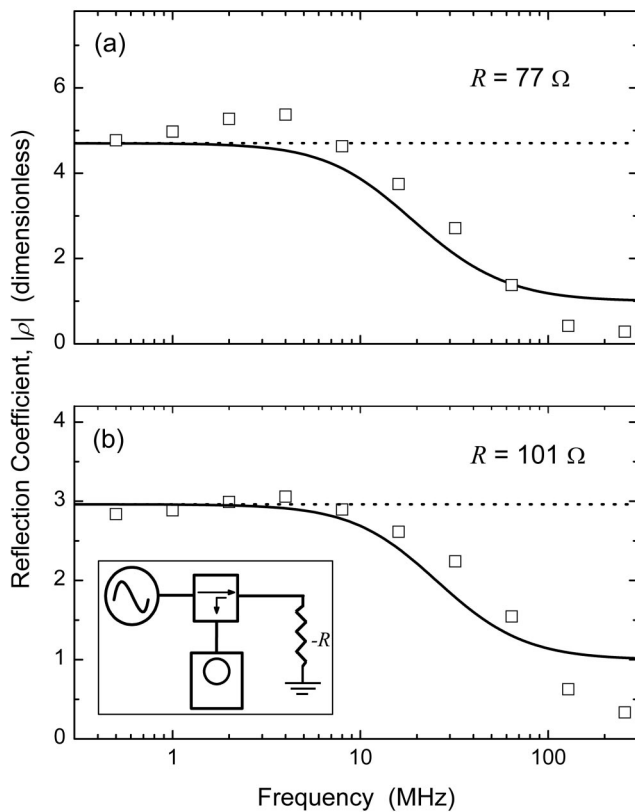 (a)
R = 77 Ω
6
4
2
0
(b)
R = 101 Ω
4
3
2
1
0
-R
1
10
100
Reflection Coefficient, |ρ| (dimensionless)
Frequency (MHz)